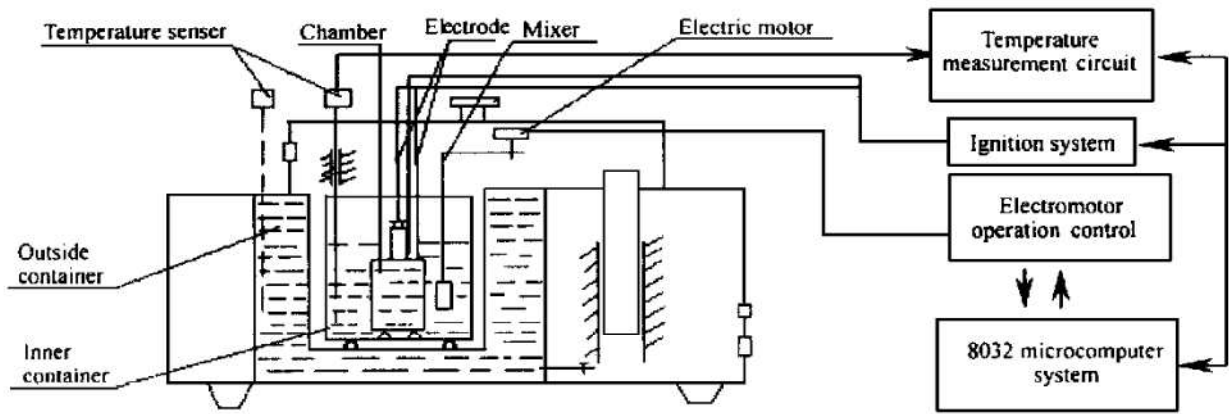 Temperature senser
Chamber
Electrode
Mixer
Electric motor
Temperature
measurement circuit
Ignition system
Electromotor
operation control
Outside
container
Inner
container
8032 microcomputer
system